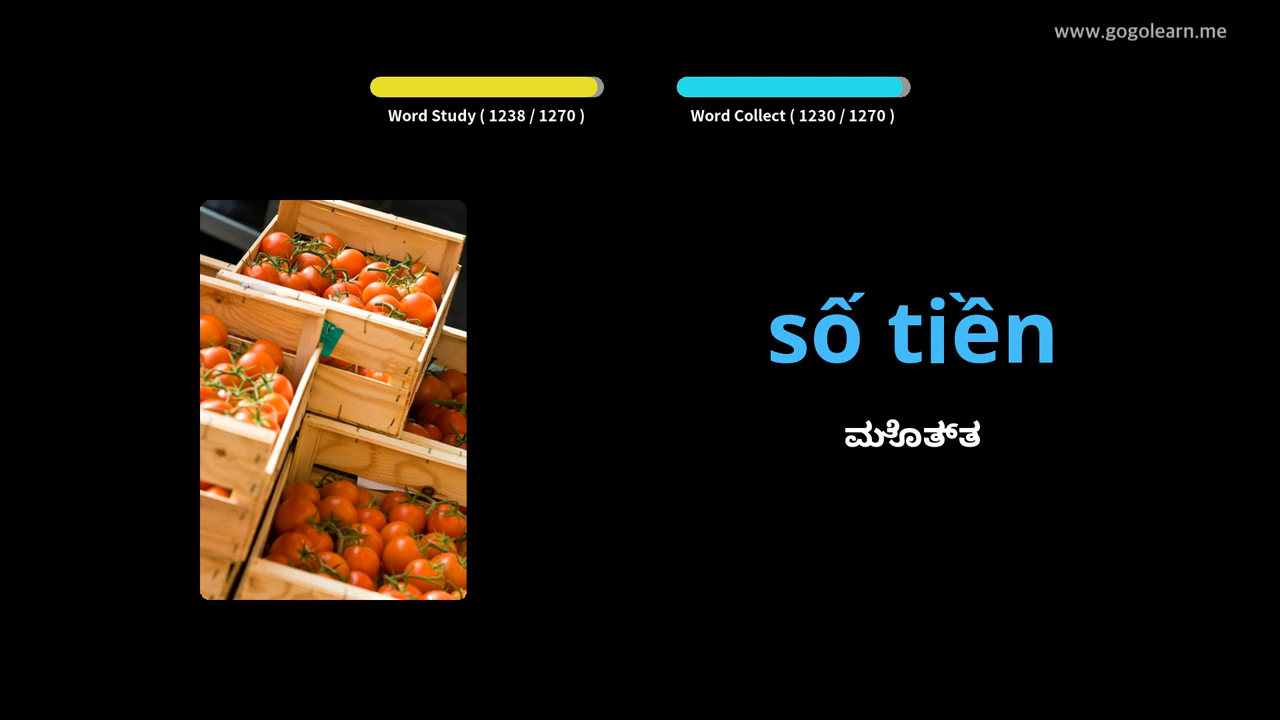 www.gogolearn.me
Word Study ( 1238 / 1270 )
Word Collect ( 1230 / 1270 )
số tiền
ಮೊತ್ತ